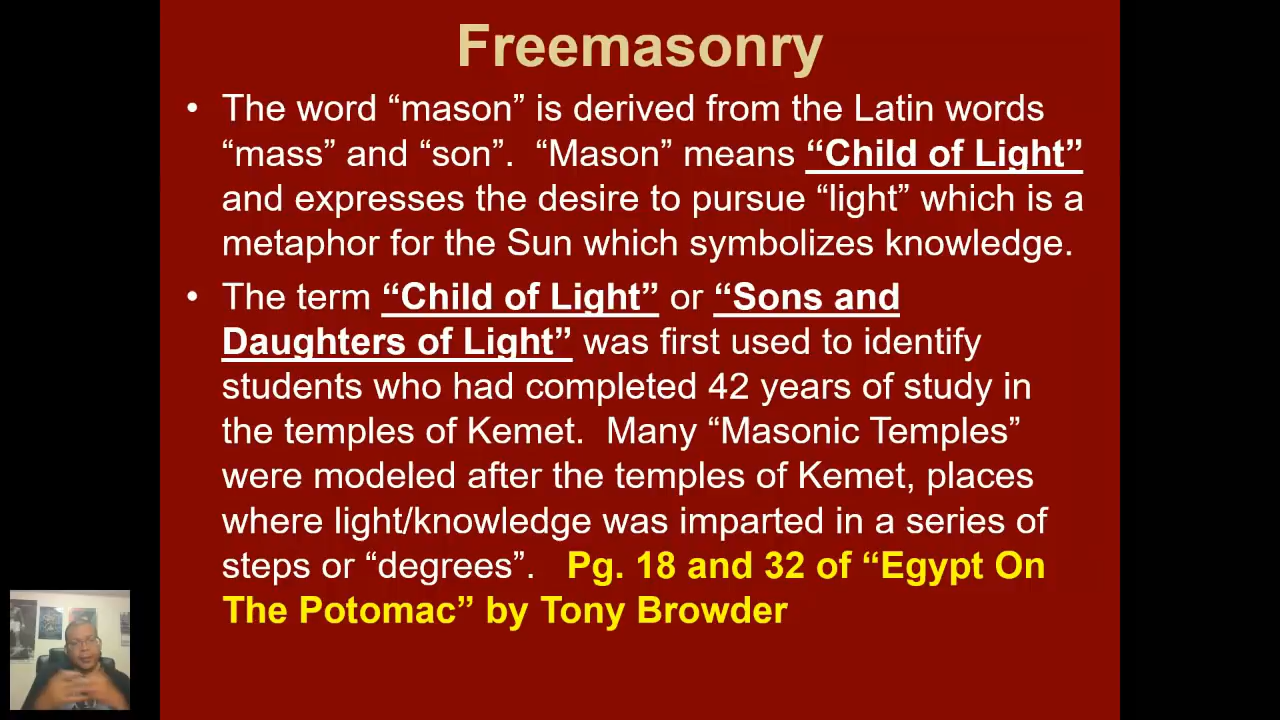 Freemasonry
• The word “mason” is derived from the Latin words
“mass” and “son”.  “Mason” means “Child of Light”
and expresses the desire to pursue “light” which is a
metaphor for the Sun which symbolizes knowledge.
• The term “Child of Light” or “Sons and
Daughters of Light” was first used to identify
students who had completed 42 years of study in
the temples of Kemet.  Many “Masonic Temples”
were modeled after the temples of Kemet, places
where light/knowledge was imparted in a series of
steps or “degrees”.   Pg. 18 and 32 of “Egypt On
The Potomac” by Tony Browder